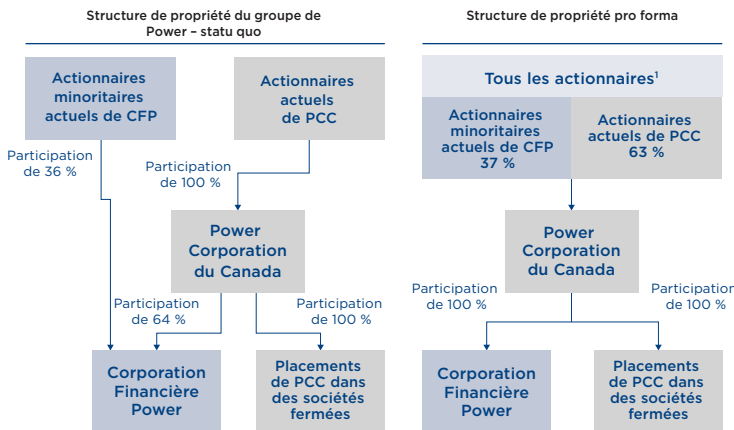 Structure de propriété du groupe de
Power – statu quo
Actionnaires
minoritaires
actuels de CFP
Actionnaires
actuels
de PCC
Participation
de 36 %
Participation
de 100 %
Power
Corporation
du Canada
Participation
de 64 %
Participation
de 100 %
Corporation
Financière
Power
Placements
de PCC dans
des sociétés
fermées
Structure de propriété pro forma
Tous les actionnaires¹
Actionnaires
minoritaires
actuels de CFP
37 %
Actionnaires
actuels de PCC
63 %
Power
Corporation
du Canada
Participation
de 100 %
Participation
de 100 %
Corporation
Financière
Power
Placements
de PCC dans
des sociétés
fermées